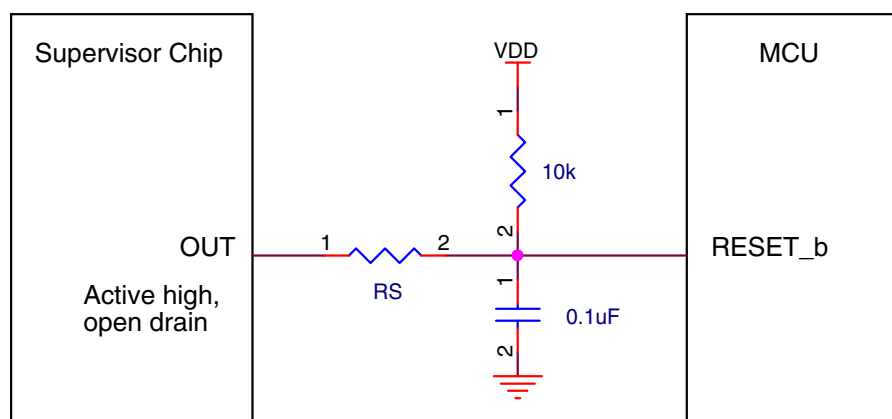 Supervisor Chip
VDD
MCU
1
10k
2
OUT
1
2
RESET_b
1
Active high,
open drain
RS
0.1uF
2